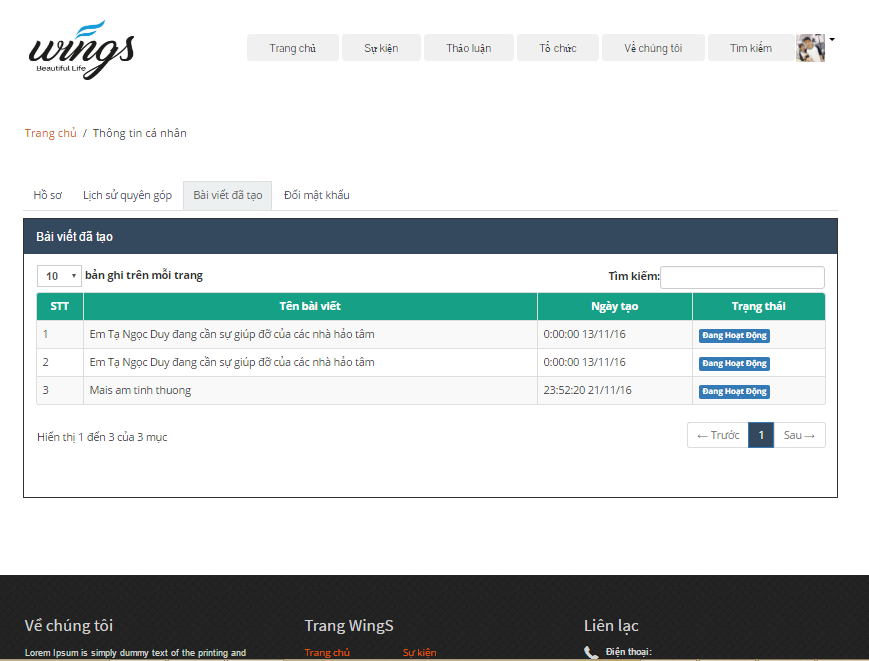 wings
Beautiful Life
Trang chủ Sự kiện Thảo luận Tổ chức Về chúng tôi Tìm kiếm
Trang chủ / Thông tin cá nhân
Hồ sơ Lịch sử quyên góp Bài viết đã tạo Đổi mật khẩu
Bài viết đã tạo
10 bản ghi trên mỗi trang Tìm kiếm:
STT Tên bài viết Ngày tạo Trạng thái
1 Em Tạ Ngọc Duy đang cần sự giúp đỡ của các nhà hảo tâm 0:00:00 13/11/16 Đang Hoạt Động
2 Em Tạ Ngọc Duy đang cần sự giúp đỡ của các nhà hảo tâm 0:00:00 13/11/16 Đang Hoạt Động
3 Mais am tinh thuong 23:52:20 21/11/16 Đang Hoạt Động
Hiển thị 1 đến 3 của 3 mục ← Trước 1 Sau →
Về chúng tôi Trang WingS Liên lạc
Lorem Ipsum is simply dummy text of the printing and Trang chủ Sự kiện Điện thoại: